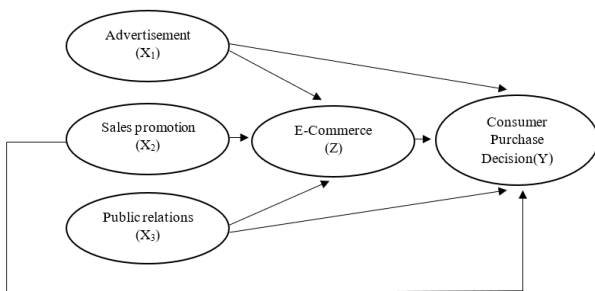 Advertisement
(X₁)
Sales promotion
(X₂)
E-Commerce
(Z)
Consumer
Purchase
Decision(Y)
Public relations
(X₃)